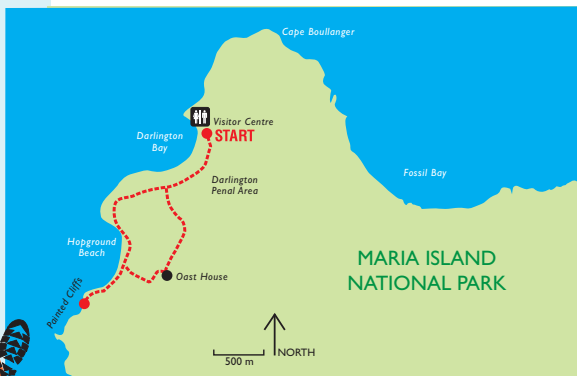 Cape Boullanger
Visitor Centre
START
Darlington
Bay
Darlington
Penal Area
Fossil Bay
Hopground
Beach
Oast House
MARIA ISLAND
NATIONAL PARK
Painted Cliffs
NORTH
500 m